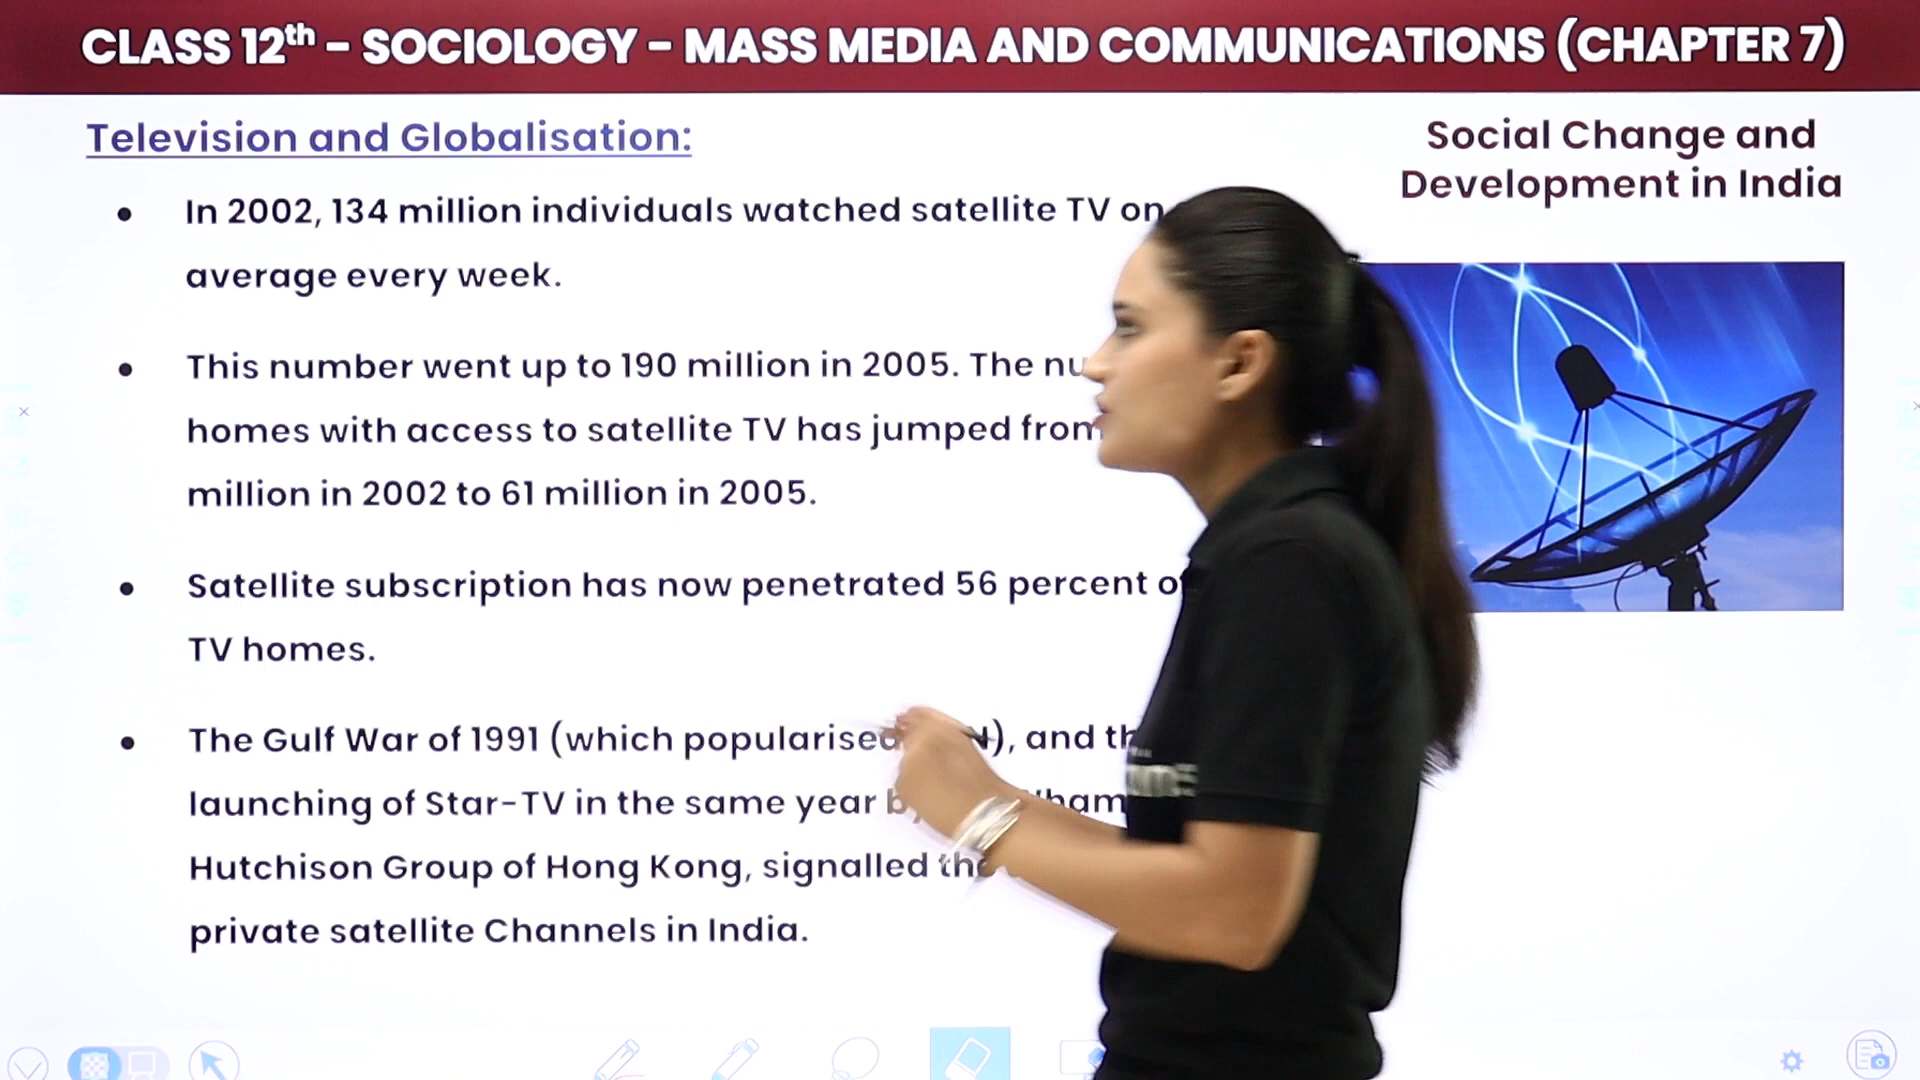 CLASS 12th – SOCIOLOGY – MASS MEDIA AND COMMUNICATIONS (CHAPTER 7)
Television and Globalisation:
Social Change and
Development in India
• In 2002, 134 million individuals watched satellite TV on
average every week.
• This number went up to 190 million in 2005. The
homes with access to satellite TV has jumped from
million in 2002 to 61 million in 2005.
• Satellite subscription has now penetrated 56 percent of
TV homes.
• The Gulf War of 1991 (which popularised), and
launching of Star-TV in the same year
Hutchison Group of Hong Kong, signalled
private satellite Channels in India.